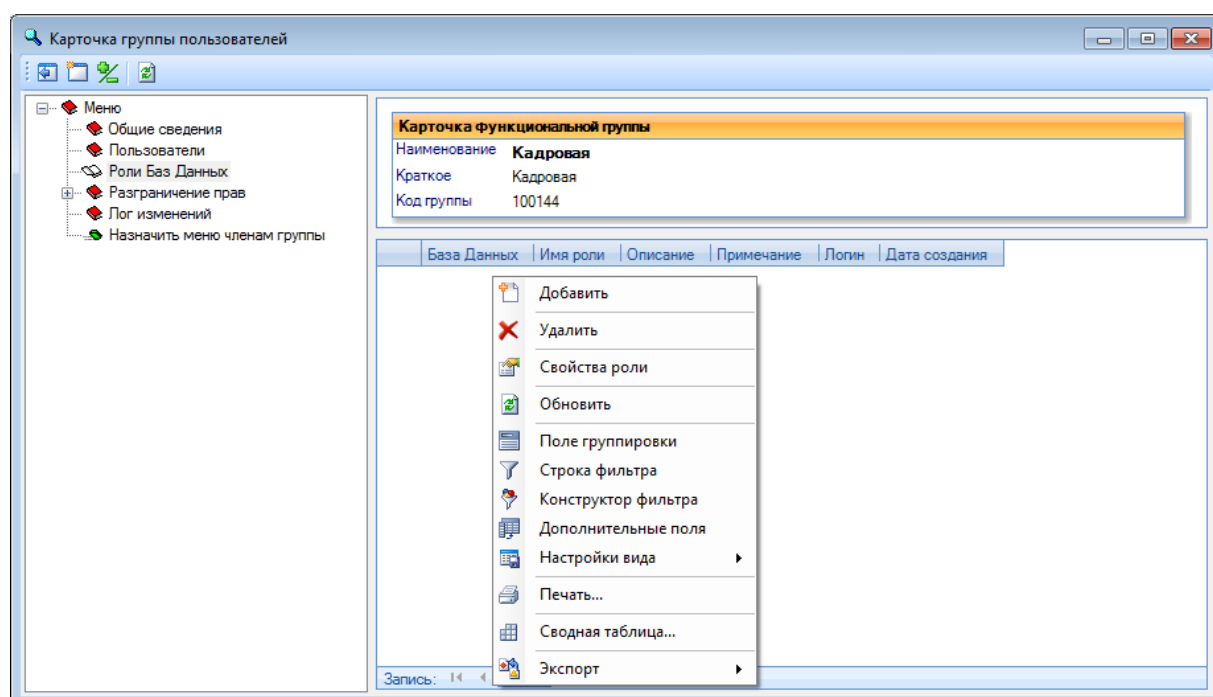 Карточка группы пользователей
Меню
Общие сведения
Пользователи
Роли Баз Данных
Разграничение прав
Лог изменений
Назначить меню членам группы
Карточка функциональной группы
Наименование Кадровая
Краткое Кадровая
Код группы 100144
База Данных Имя роли Описание Примечание Логин Дата создания
Добавить
Удалить
Свойства роли
Обновить
Поле группировки
Строка фильтра
Конструктор фильтра
Дополнительные поля
Настройки вида
Печать...
Сводная таблица...
Экспорт
Запись: